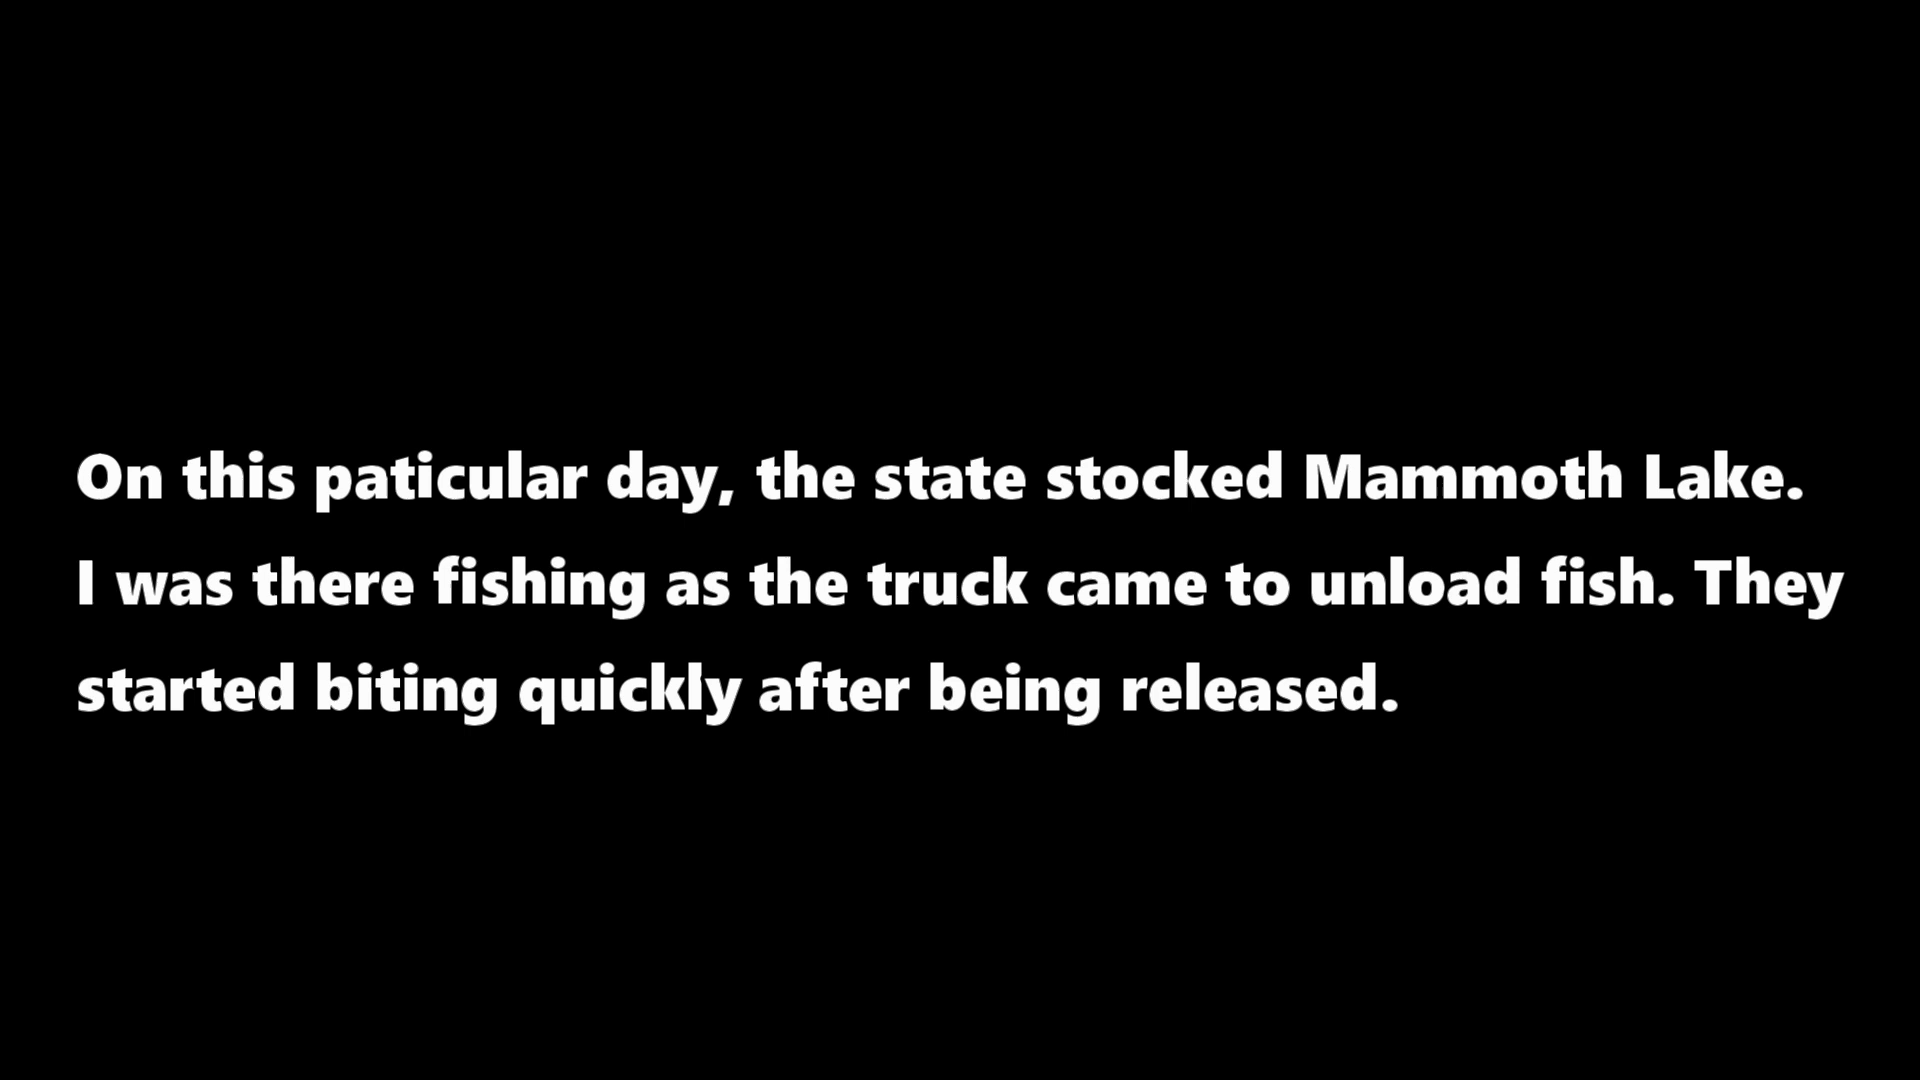 On this paticular day, the state stocked Mammoth Lake.
I was there fishing as the truck came to unload fish. They
started biting quickly after being released.